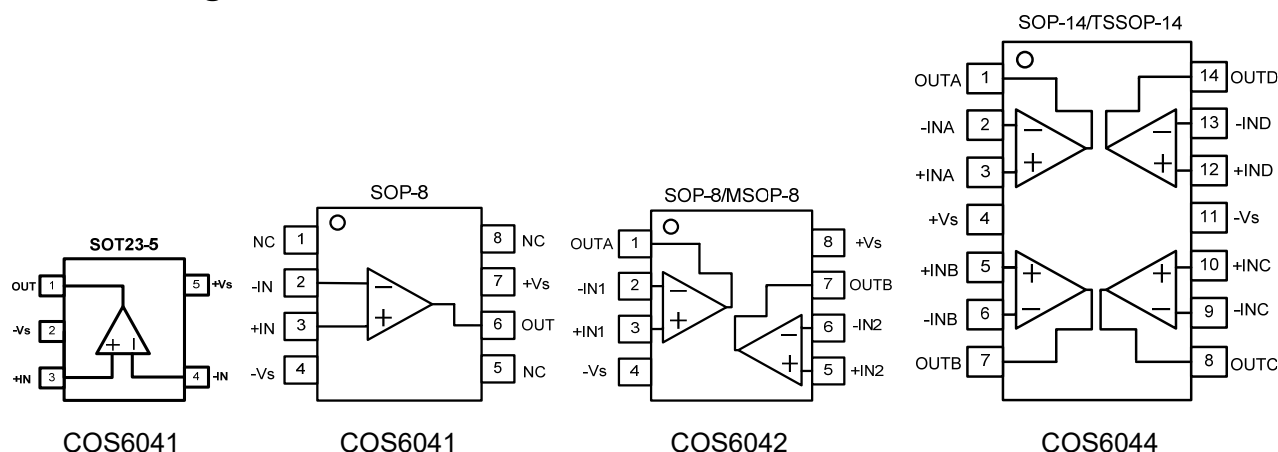 SOT23-5
OUT 1
5 +Vs
-Vs 2
+IN 3
4 -IN
+
−
COS6041
SOP-8
NC 1
8 NC
-IN 2
7 +Vs
+IN 3
6 OUT
-Vs 4
5 NC
−
+
COS6041
SOP-8/MSOP-8
OUTA 1
8 +Vs
-IN1 2
7 OUTB
+IN1 3
6 -IN2
-Vs 4
5 +IN2
−
+
−
+
COS6042
SOP-14/TSSOP-14
OUTA 1
14 OUTD
-INA 2
13 -IND
+INA 3
12 +IND
+Vs 4
11 -Vs
+INB 5
10 +INC
-INB 6
9 -INC
OUTB 7
8 OUTC
−
+
−
+
+
−
+
−
COS6044